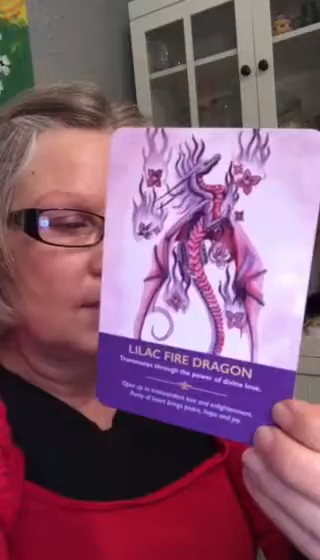 LILAC FIRE DRAGON
Transmutes through the power of divine love.
Open up to transcendent love and enlightenment.
Purity of heart brings peace, hope and joy.